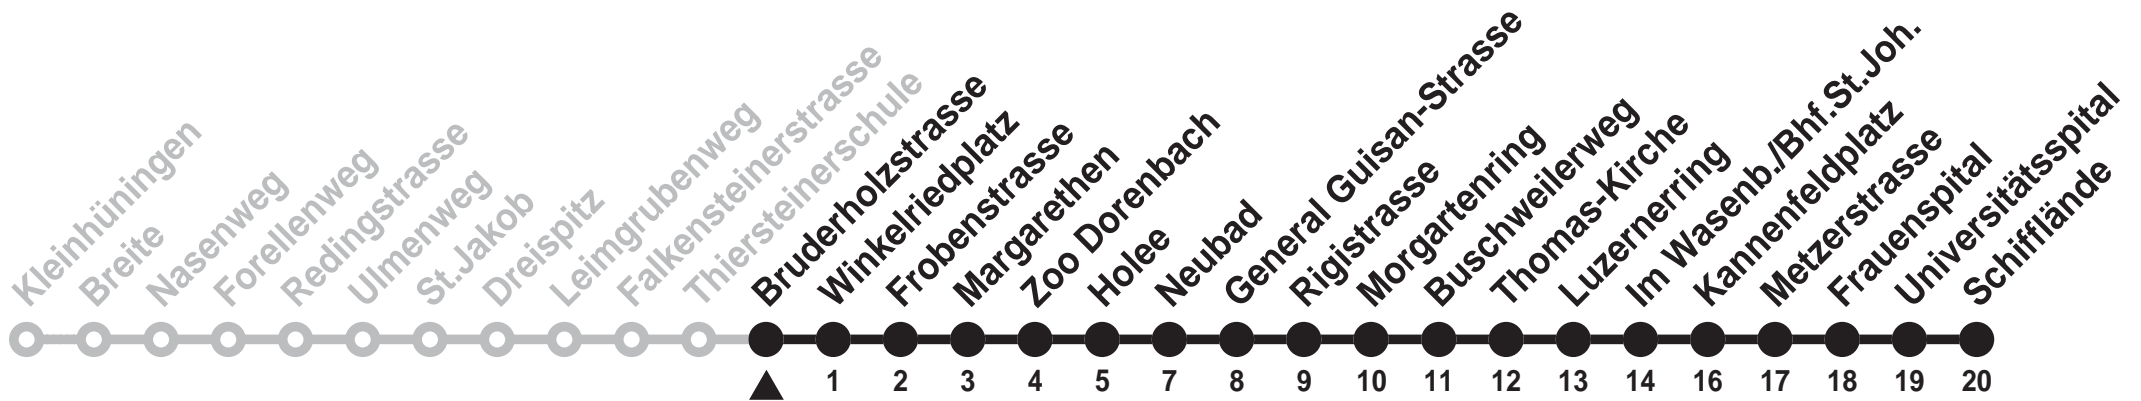 Kleinhüningen
Breite
Nasenweg
Forellenweg
Redingstrasse
Ulmenweg
St.Jakob
Dreispitz
Leimgrubenweg
Falkensteinerstrasse
Thiersteinerschule
Bruderholzstrasse
Winkelriedplatz
Frobenstrasse
Margarethen
Zoo Dorenbach
Holee
Neubad
General Guisan-Strasse
Rigistrasse
Morgartenring
Buschweilerweg
Thomas-Kirche
Luzernerring
Im Wasenb./Bhf.St.Joh.
Kannenfeldplatz
Metzerstrasse
Frauenspital
Universitätsspital
Schifflände
1 2 3 4 5 7 8 9 10 11 12 13 14 16 17 18 19 20